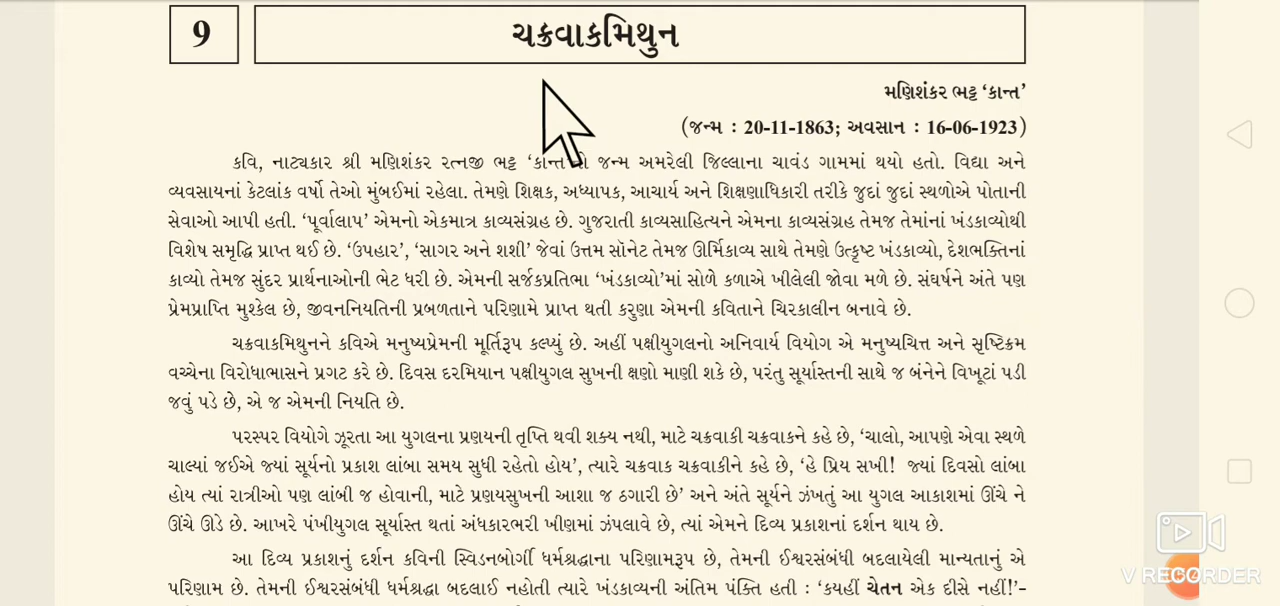 9
ચક્રવાકમિથુન
મણિશંકર ભટ્ટ ‘કાન્ત’
(જન્મ : 20-11-1863; અવસાન : 16-06-1923)
કવિ, નાટ્યકાર શ્રી મણિશંકર રત્નજી ભટ્ટ ‘કાન્ત’નો જન્મ અમરેલી જિલ્લાના ચાવંડ ગામમાં થયો હતો. વિદ્યા અને
વ્યવસાયનાં કેટલાંક વર્ષો તેઓ મુંબઈમાં રહેલા. તેમણે શિક્ષક, અધ્યાપક, આચાર્ય અને શિક્ષણાધિકારી તરીકે જુદાં જુદાં સ્થળોએ પોતાની
સેવાઓ આપી હતી. ‘પૂર્વાલાપ’ એમનો એકમાત્ર કાવ્યસંગ્રહ છે. ગુજરાતી કાવ્યસાહિત્યને એમના કાવ્યસંગ્રહ તેમજ તેમાંનાં ખંડકાવ્યોથી
વિશેષ સમૃદ્ધિ પ્રાપ્ત થઈ છે. ‘ઉપહાર’, ‘સાગર અને શશી’ જેવાં ઉત્તમ સૉનેટ તેમજ ઊર્મિકાવ્ય સાથે તેમણે ઉત્કૃષ્ટ ખંડકાવ્યો, દેશભક્તિનાં
કાવ્યો તેમજ સુંદર પ્રાર્થનાઓની ભેટ ધરી છે. એમની સર્જકપ્રતિભા ‘ખંડકાવ્યો’માં સોળે કળાએ ખીલેલી જોવા મળે છે. સંઘર્ષને અંતે પણ
પ્રેમપ્રાપ્તિ મુશ્કેલ છે, જીવનનિયતિની પ્રબળતાને પરિણામે પ્રાપ્ત થતી કરુણા એમની કવિતાને ચિરકાલીન બનાવે છે.
ચક્રવાકમિથુનને કવિએ મનુષ્યપ્રેમની મૂર્તિરૂપ કલ્પ્યું છે. અહીં પક્ષીયુગલનો અનિવાર્ય વિયોગ એ મનુષ્યચિત્ત અને સૃષ્ટિક્રમ
વચ્ચેના વિરોધાભાસને પ્રગટ કરે છે. દિવસ દરમિયાન પક્ષીયુગલ સુખની ક્ષણો માણી શકે છે, પરંતુ સૂર્યાસ્તની સાથે જ બંનેને વિખૂટાં પડી
જવું પડે છે, એ જ એમની નિયતિ છે.
પરસ્પર વિયોગે ઝૂરતા આ યુગલના પ્રણયની તૃપ્તિ થવી શક્ય નથી, માટે ચક્રવાકી ચક્રવાકને કહે છે, ‘ચાલો, આપણે એવા સ્થળે
ચાલ્યાં જઈએ જ્યાં સૂર્યનો પ્રકાશ લાંબા સમય સુધી રહેતો હોય’, ત્યારે ચક્રવાક ચક્રવાકીને કહે છે, ‘હે પ્રિય સખી! જ્યાં દિવસો લાંબા
હોય ત્યાં રાત્રીઓ પણ લાંબી જ હોવાની, માટે પ્રણયસુખની આશા જ ઠગારી છે’ અને અંતે સૂર્યને ઝંખતું આ યુગલ આકાશમાં ઊંચે ને
ઊંચે ઊડે છે. આખરે પંખીયુગલ સૂર્યાસ્ત થતાં અંધકારભરી ખીણમાં ઝંપલાવે છે, ત્યાં એમને દિવ્ય પ્રકાશનાં દર્શન થાય છે.
આ દિવ્ય પ્રકાશનું દર્શન કવિની સ્વિડનબોર્ગી ધર્મશ્રદ્ધાના પરિણામરૂપ છે, તેમની ઈશ્વરસંબંધી બદલાયેલી માન્યતાનું એ
પરિણામ છે. તેમની ઈશ્વરસંબંધી ધર્મશ્રદ્ધા બદલાઈ નહોતી ત્યારે ખંડકાવ્યની અંતિમ પંક્તિ હતી : ‘કયહીં ચેતન એક દીસે નહીં!’-
V RECORDER